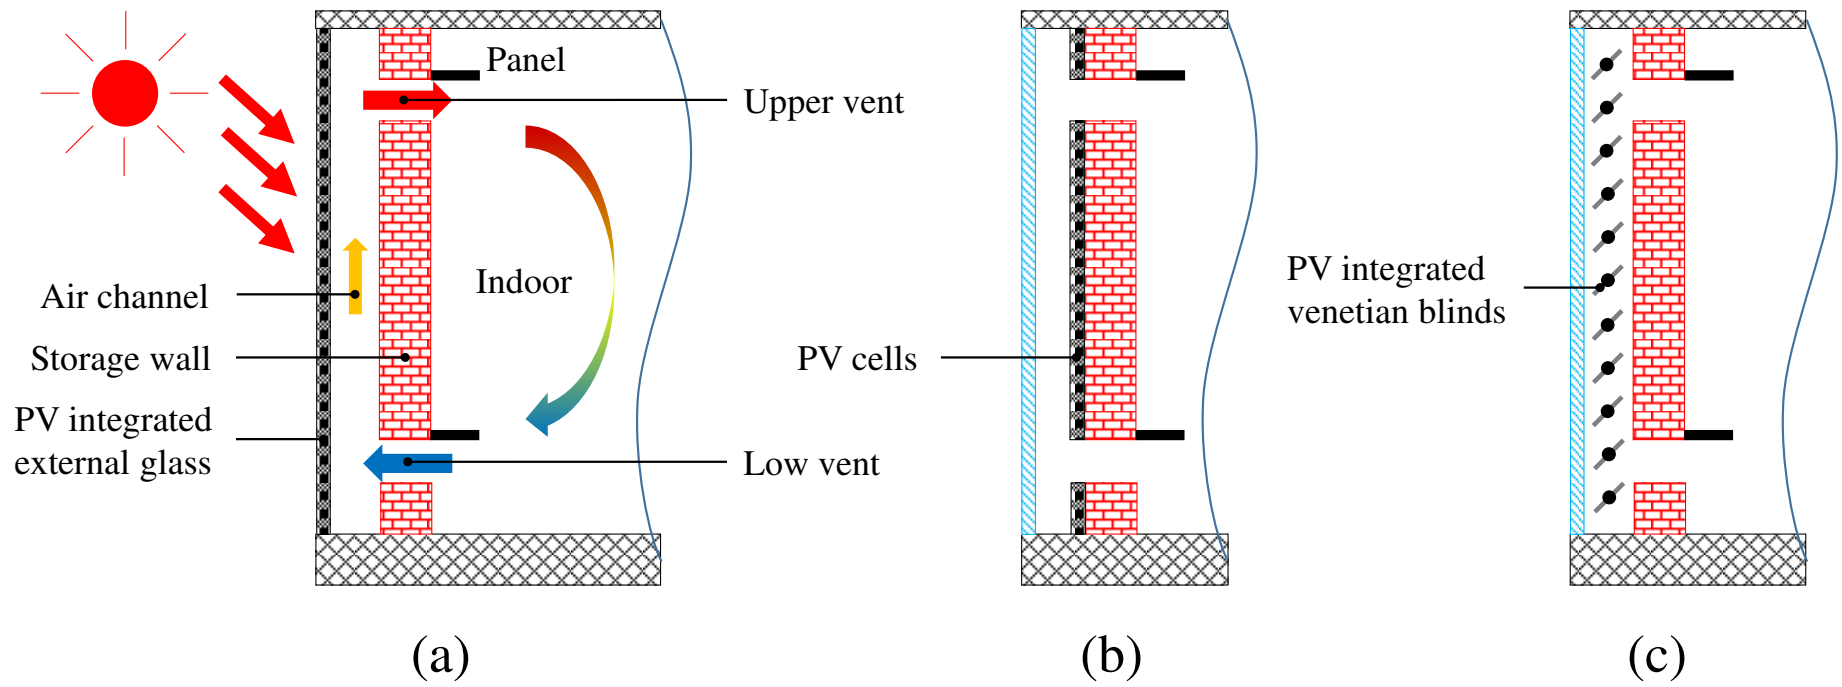 Panel
Upper vent
Indoor
Air channel
Storage wall
PV integrated
external glass
Low vent
PV cells
PV integrated
venetian blinds
(a)
(b)
(c)